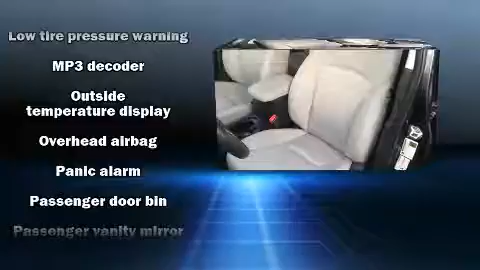 Low tire pressure warning
MP3 decoder
Outside
temperature display
Overhead airbag
Panic alarm
Passenger door bin
Passenger vanity mirror